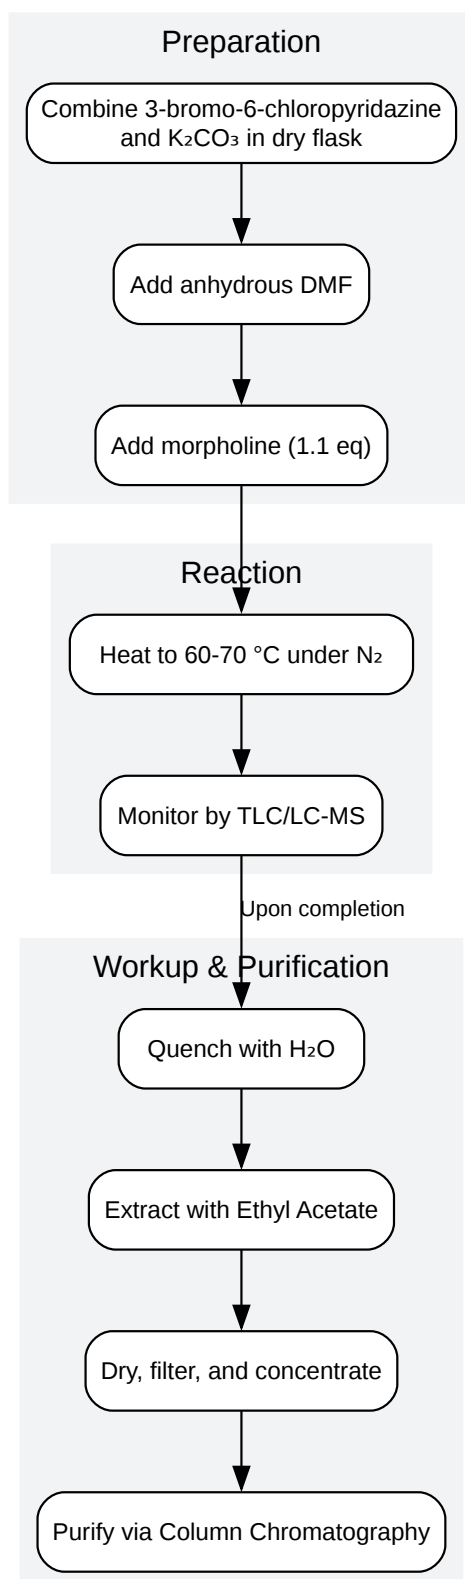 Preparation
Combine 3-bromo-6-chloropyridazine
and K₂CO₃ in dry flask
Add anhydrous DMF
Add morpholine (1.1 eq)
Reaction
Heat to 60-70 °C under N₂
Monitor by TLC/LC-MS
Upon completion
Workup & Purification
Quench with H₂O
Extract with Ethyl Acetate
Dry, filter, and concentrate
Purify via Column Chromatography